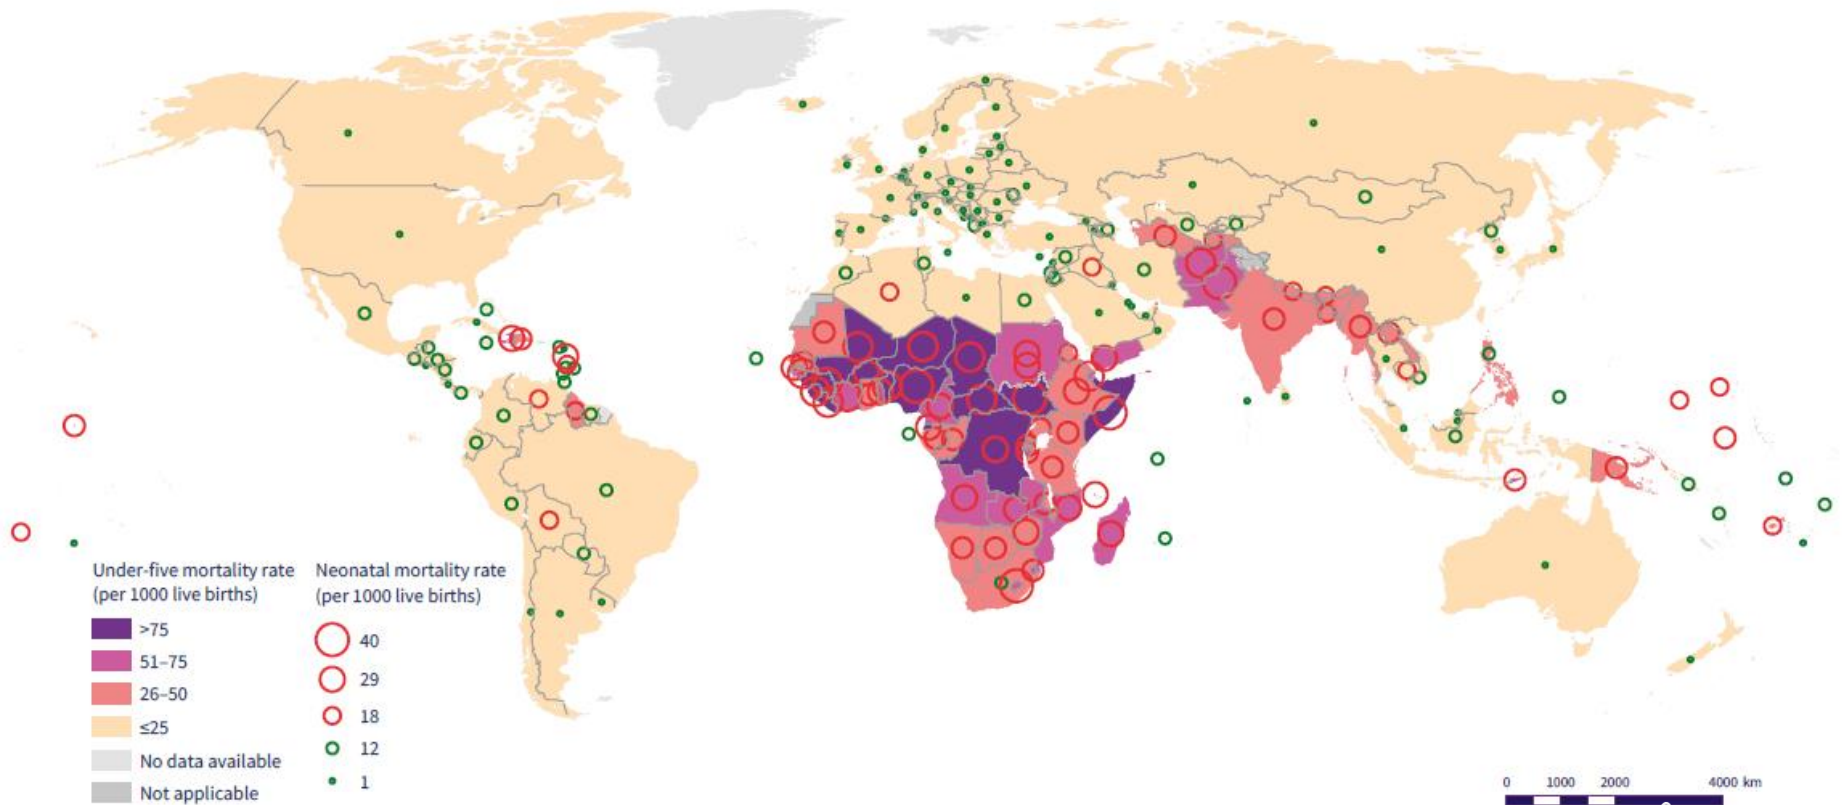 Under-five mortality rate
(per 1000 live births)
>75
51–75
26–50
≤25
No data available
Not applicable
Neonatal mortality rate
(per 1000 live births)
40
29
18
12
1
0 1000 2000 4000 km